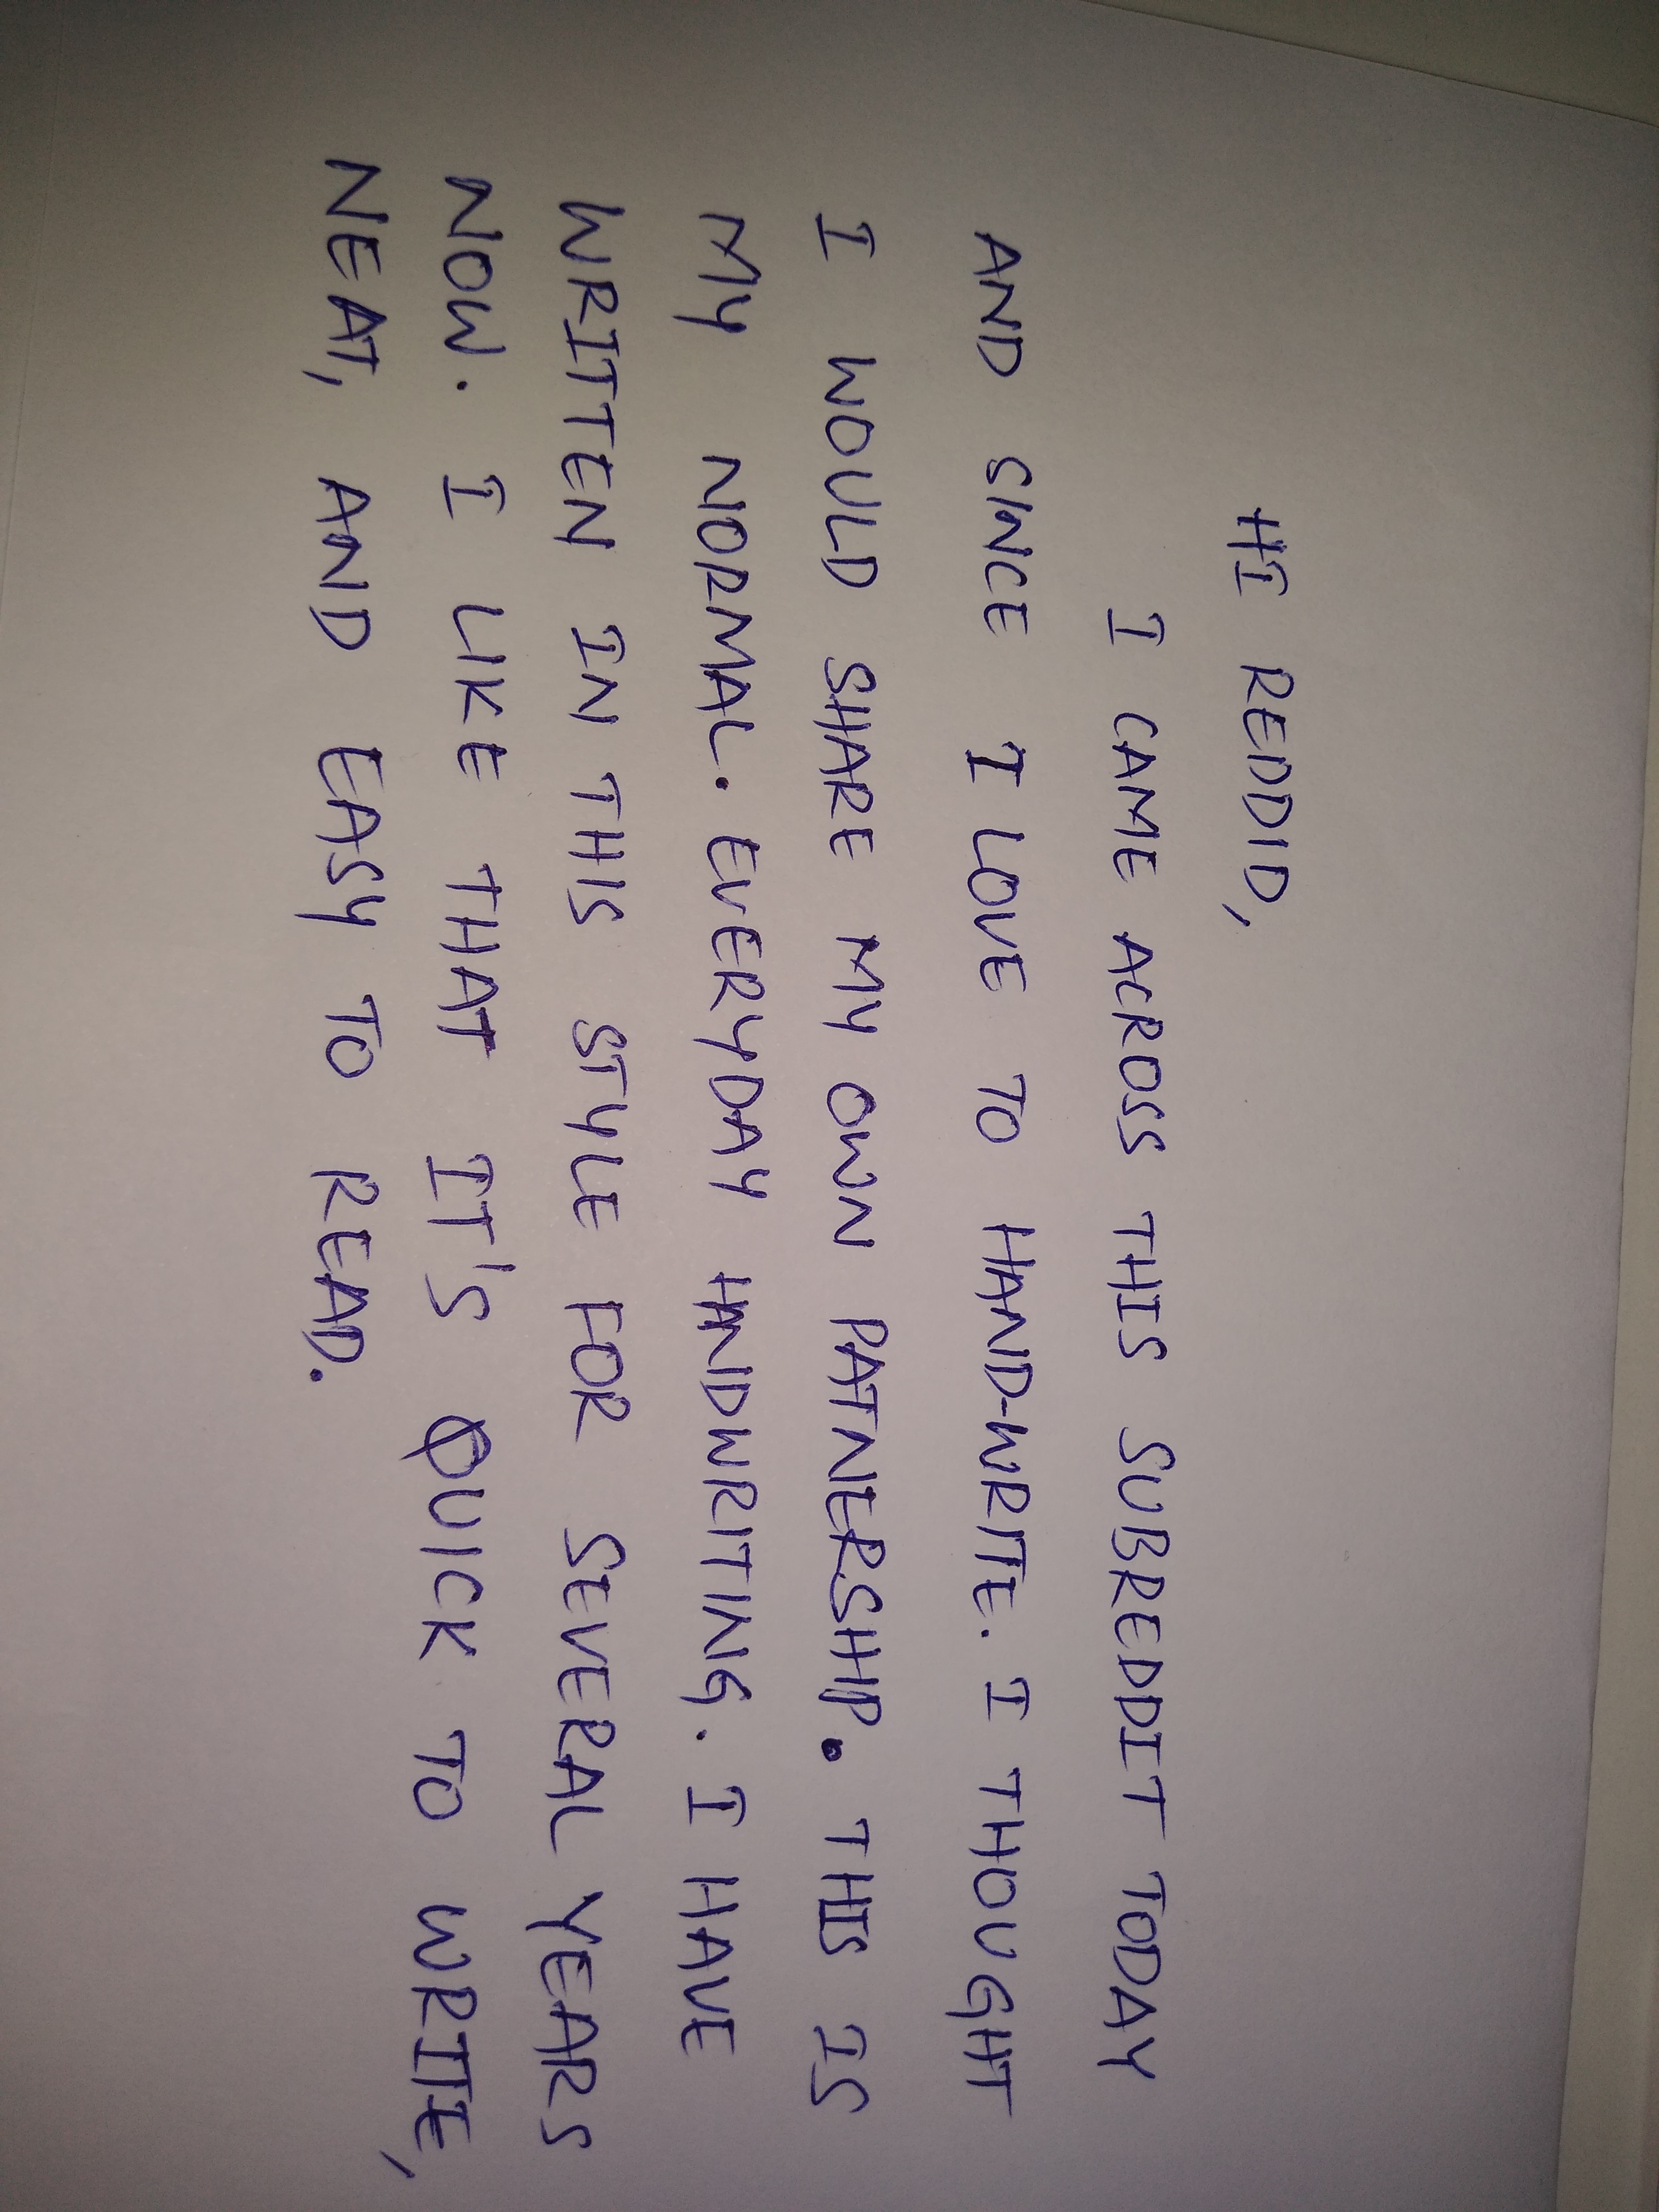 HI REDDID,
I CAME ACROSS THIS SUBREDDIT TODAY
AND SINCE I LOVE TO HAND-WRITE. I THOUGHT
I WOULD SHARE MY OWN PATNERSHIP. THIS IS
MY NORMAL. EVERYDAY HANDWRITING. I HAVE
WRITTEN IN THIS STYLE FOR SEVERAL YEARS
NOW. I LIKE THAT IT'S QUICK TO WRITE,
NEAT, AND EASY TO READ.